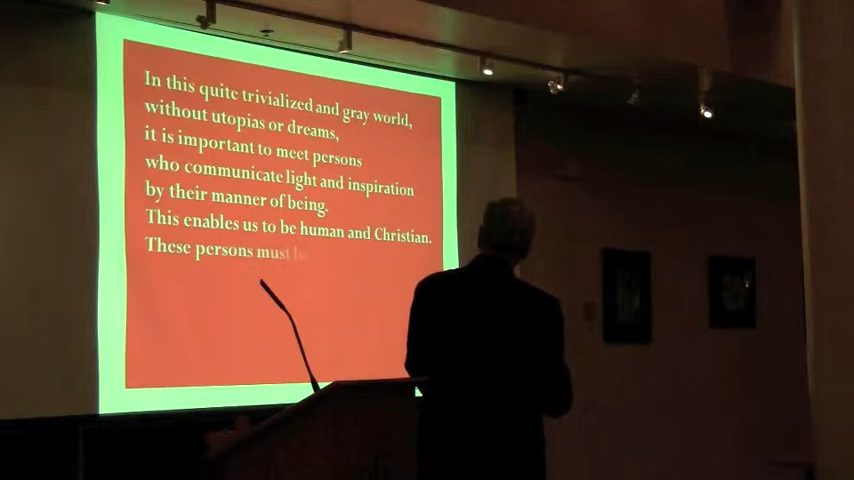 In this quite trivialized and gray world,
without utopias or dreams,
it is important to meet persons
who communicate light and inspiration
by their manner of being.
This enables us to be human and Christian.
These persons must